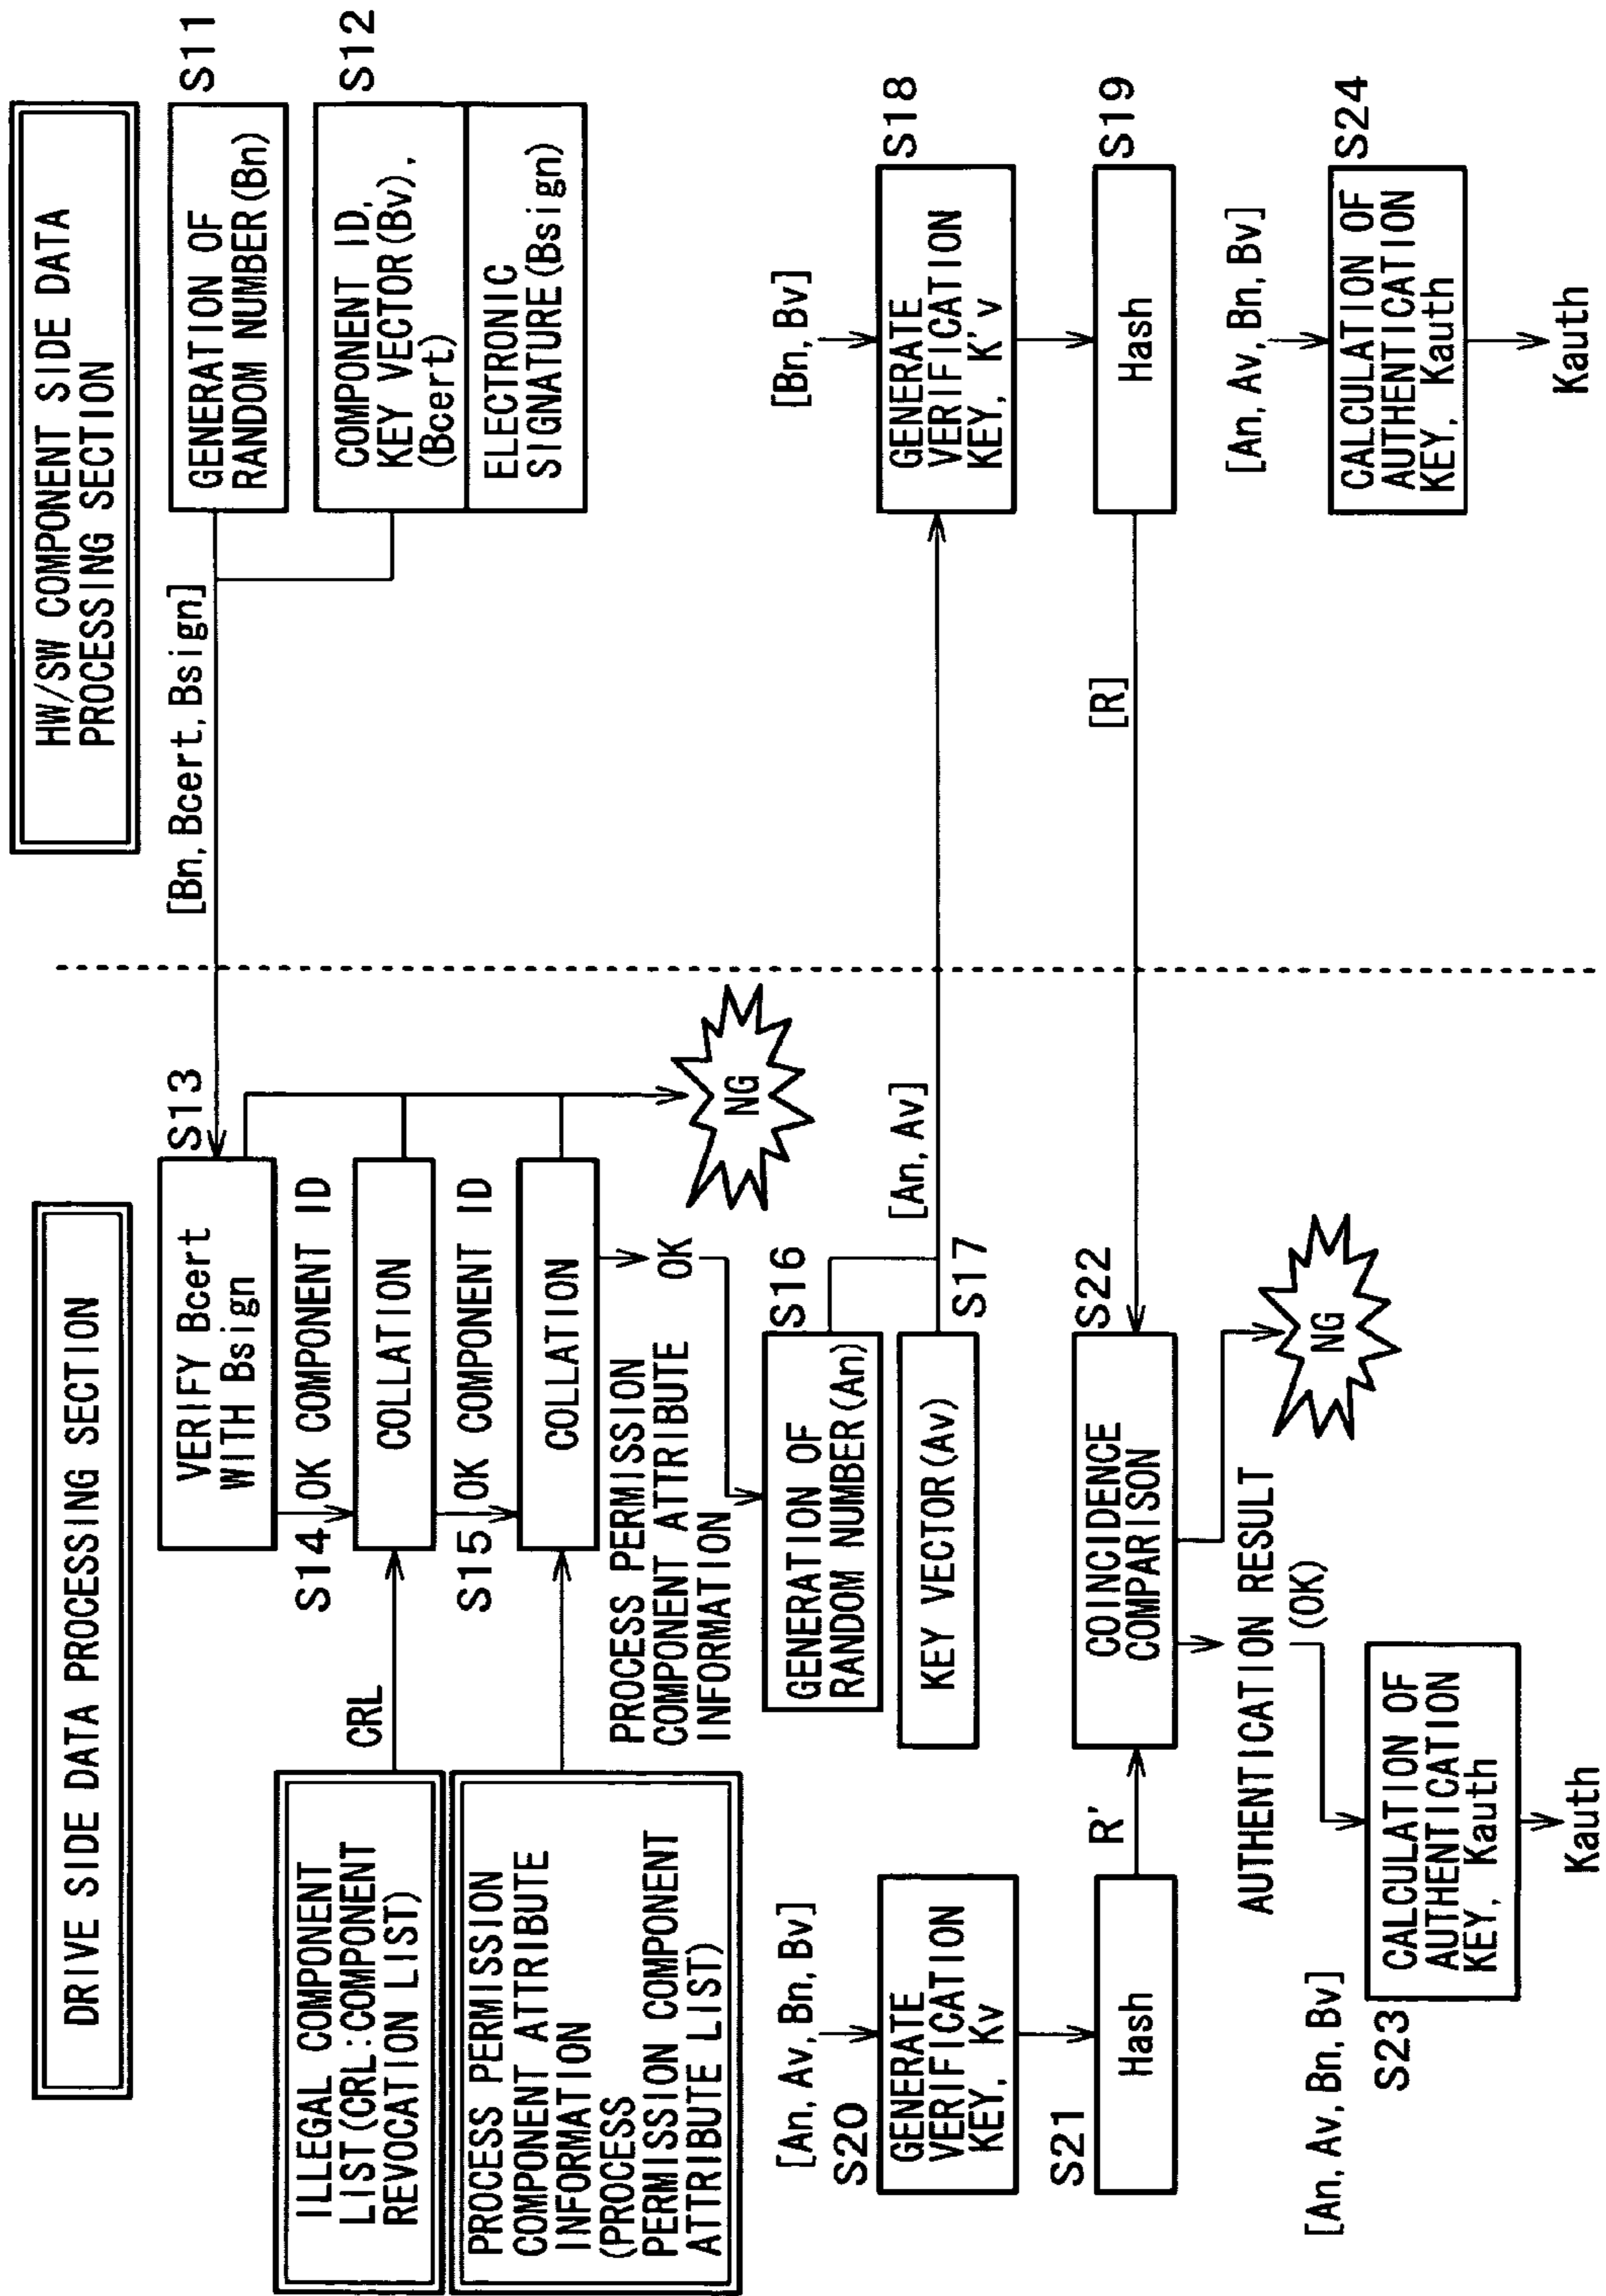 DRIVE SIDE DATA PROCESSING SECTION
HW/SW COMPONENT SIDE DATA
PROCESSING SECTION
GENERATION OF
RANDOM NUMBER(Bn)
S11
COMPONENT ID,
KEY VECTOR(Bv),
(Bcert)
ELECTRONIC
SIGNATURE(Bsign)
S12
[Bn, Bcert, Bsign]
S13
VERIFY Bcert
WITH Bsign
S14
OK COMPONENT ID
ILLEGAL COMPONENT
LIST(CRL:COMPONENT
REVOCATION LIST)
CRL
COLLATION
S15
OK COMPONENT ID
PROCESS PERMISSION
COMPONENT ATTRIBUTE
INFORMATION
(PROCESS
PERMISSION COMPONENT
ATTRIBUTE LIST)
COLLATION
NG
PROCESS PERMISSION
COMPONENT ATTRIBUTE
INFORMATION
OK
S16
GENERATION OF
RANDOM NUMBER(An)
KEY VECTOR(Av)
S17
[An, Av]
[Bn, Bv]
GENERATE
VERIFICATION
KEY, K'v
S18
Hash
S19
[R]
[An, Av, Bn, Bv]
S20
GENERATE
VERIFICATION
KEY, Kv
S21
Hash
R'
S22
COINCIDENCE
COMPARISON
NG
AUTHENTICATION RESULT
(OK)
[An, Av, Bn, Bv]
S23
CALCULATION OF
AUTHENTICATION
KEY, Kauth
Kauth
[An, Av, Bn, Bv]
CALCULATION OF
AUTHENTICATION
KEY, Kauth
S24
Kauth